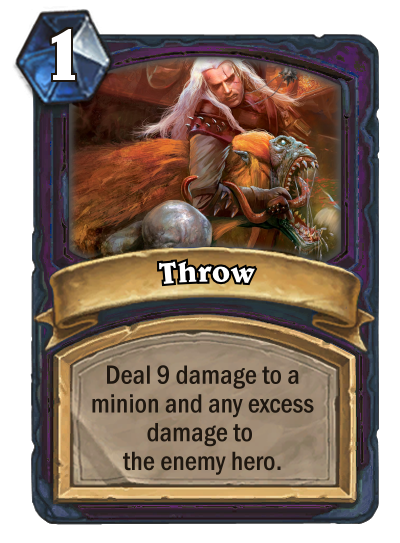 1
Throw
Deal 9 damage to a
minion and any excess
damage to
the enemy hero.